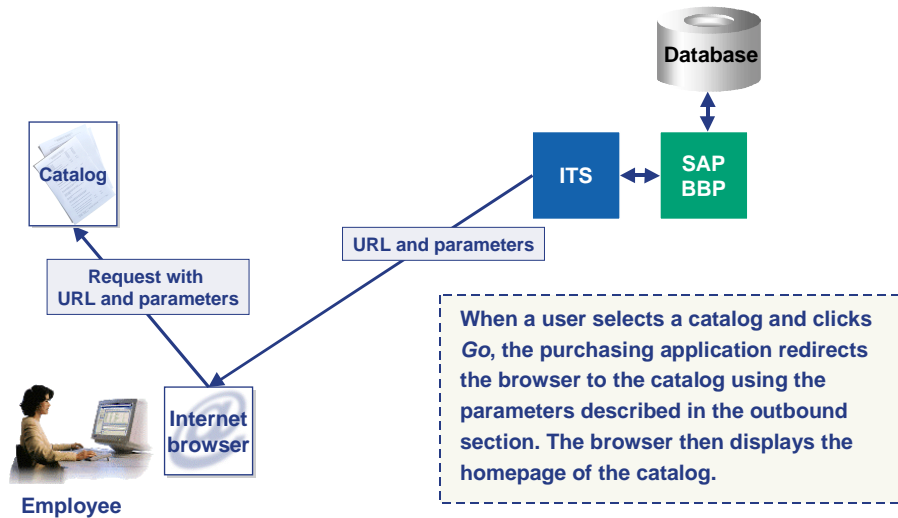 Database
Catalog
ITS
SAP
BBP
URL and parameters
Request with
URL and parameters
When a user selects a catalog and clicks
Go, the purchasing application redirects
the browser to the catalog using the
parameters described in the outbound
section. The browser then displays the
homepage of the catalog.
Internet
browser
Employee